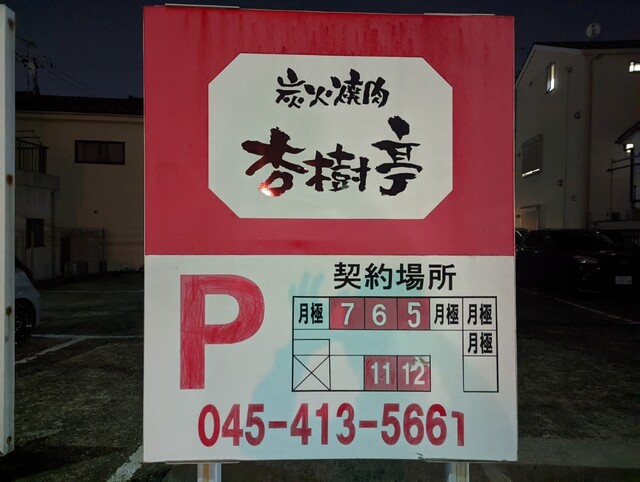 炭火焼肉
杏樹亭
P
契約場所
月極 7 6 5 月極 月極
月極
11 12
045-413-5661